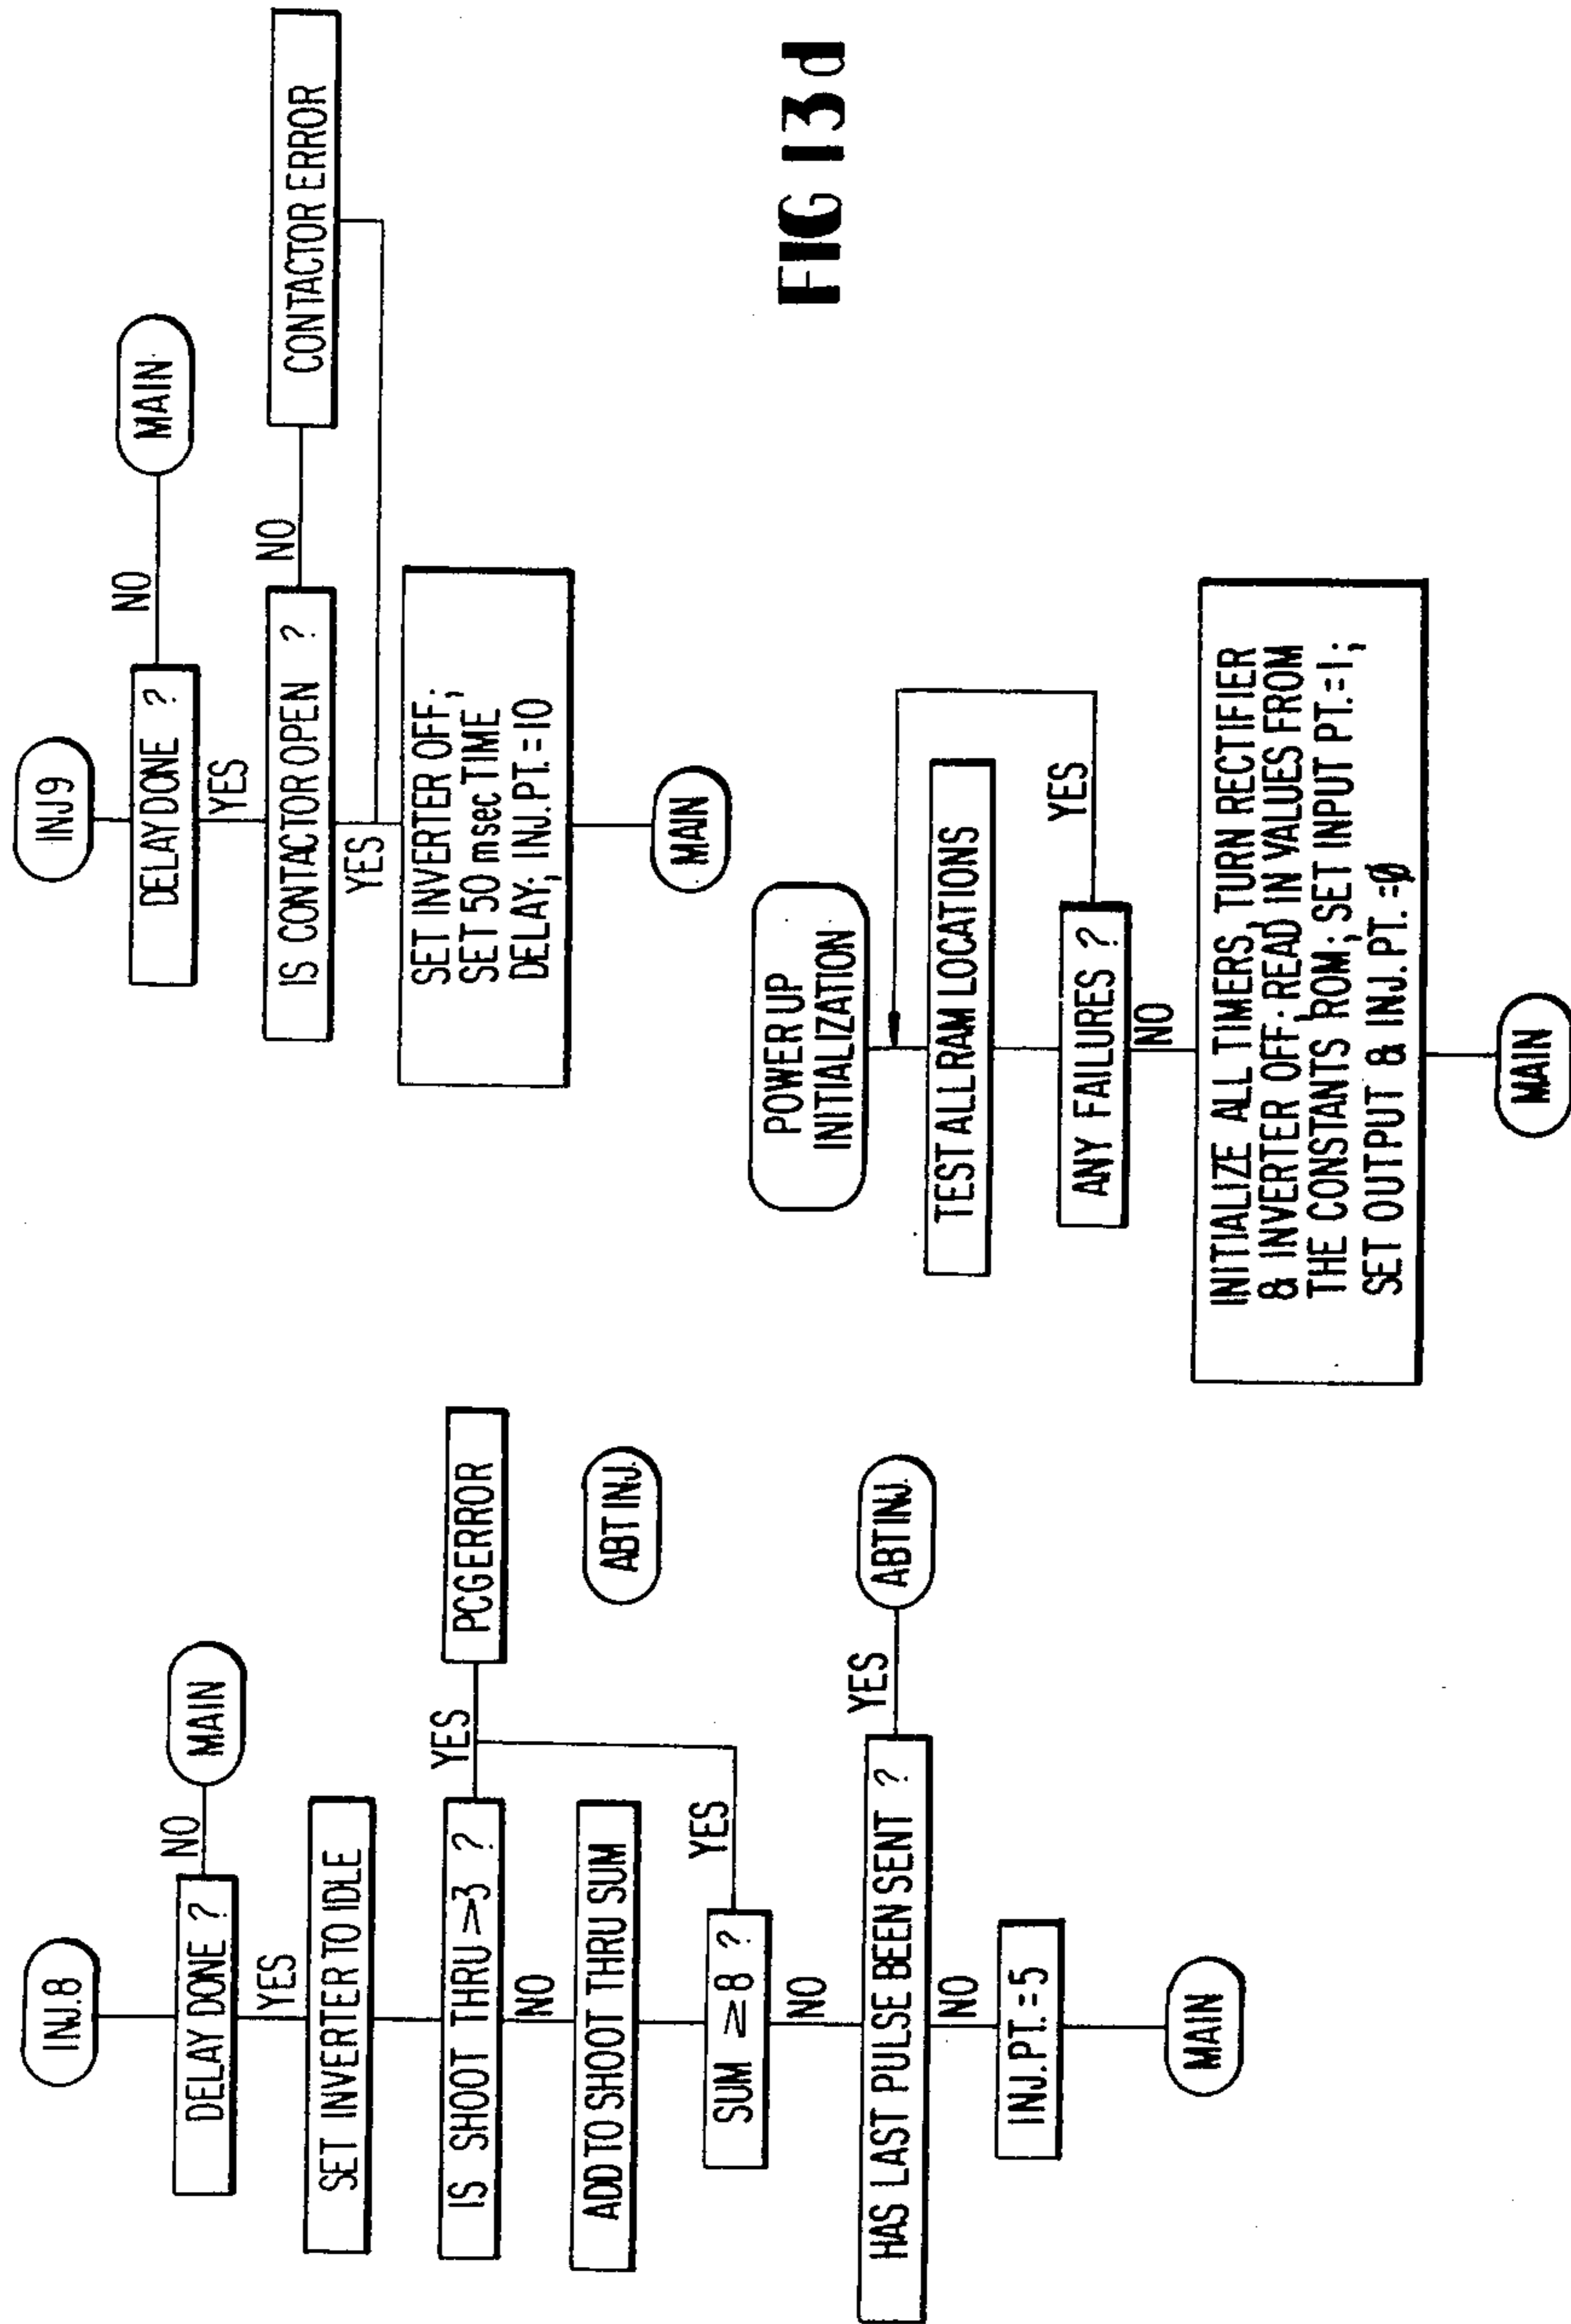 INJ.8
DELAY DONE ?
NO
MAIN
YES
SET INVERTER TO IDLE
IS SHOOT THRU >3 ?
YES
PCGERROR
NO
ADD TO SHOOT THRU SUM
ABT INJ.
SUM ≥8 ?
YES
NO
HAS LAST PULSE BEEN SENT ?
YES
ABT INJ.
NO
INJ.PT.=5
MAIN
INJ9
DELAY DONE ?
NO
MAIN
YES
IS CONTACTOR OPEN ?
NO
CONTACTOR ERROR
YES
SET INVERTER OFF;
SET 50 msec TIME
DELAY; INJ.PT.=10
MAIN
POWER UP
INITIALIZATION
TEST ALL RAM LOCATIONS
ANY FAILURES ?
YES
NO
INITIALIZE ALL TIMERS, TURN RECTIFIER
& INVERTER OFF; READ IN VALUES FROM
THE CONSTANTS ROM; SET INPUT PT.=1;
SET OUTPUT & INJ.PT.=Ø
MAIN
FIG 13d